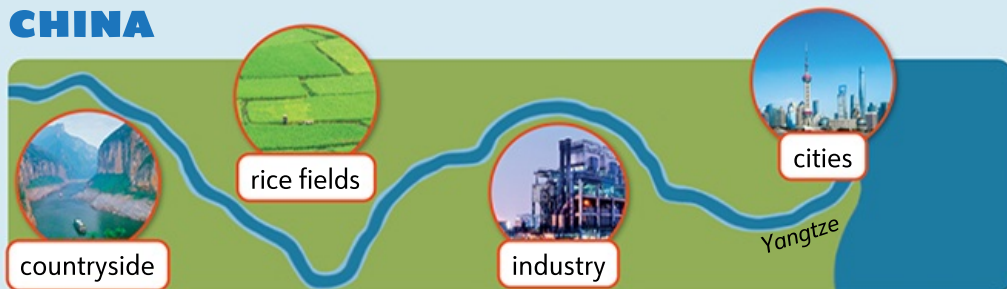 CHINA
rice fields
cities
countryside
industry
Yangtze